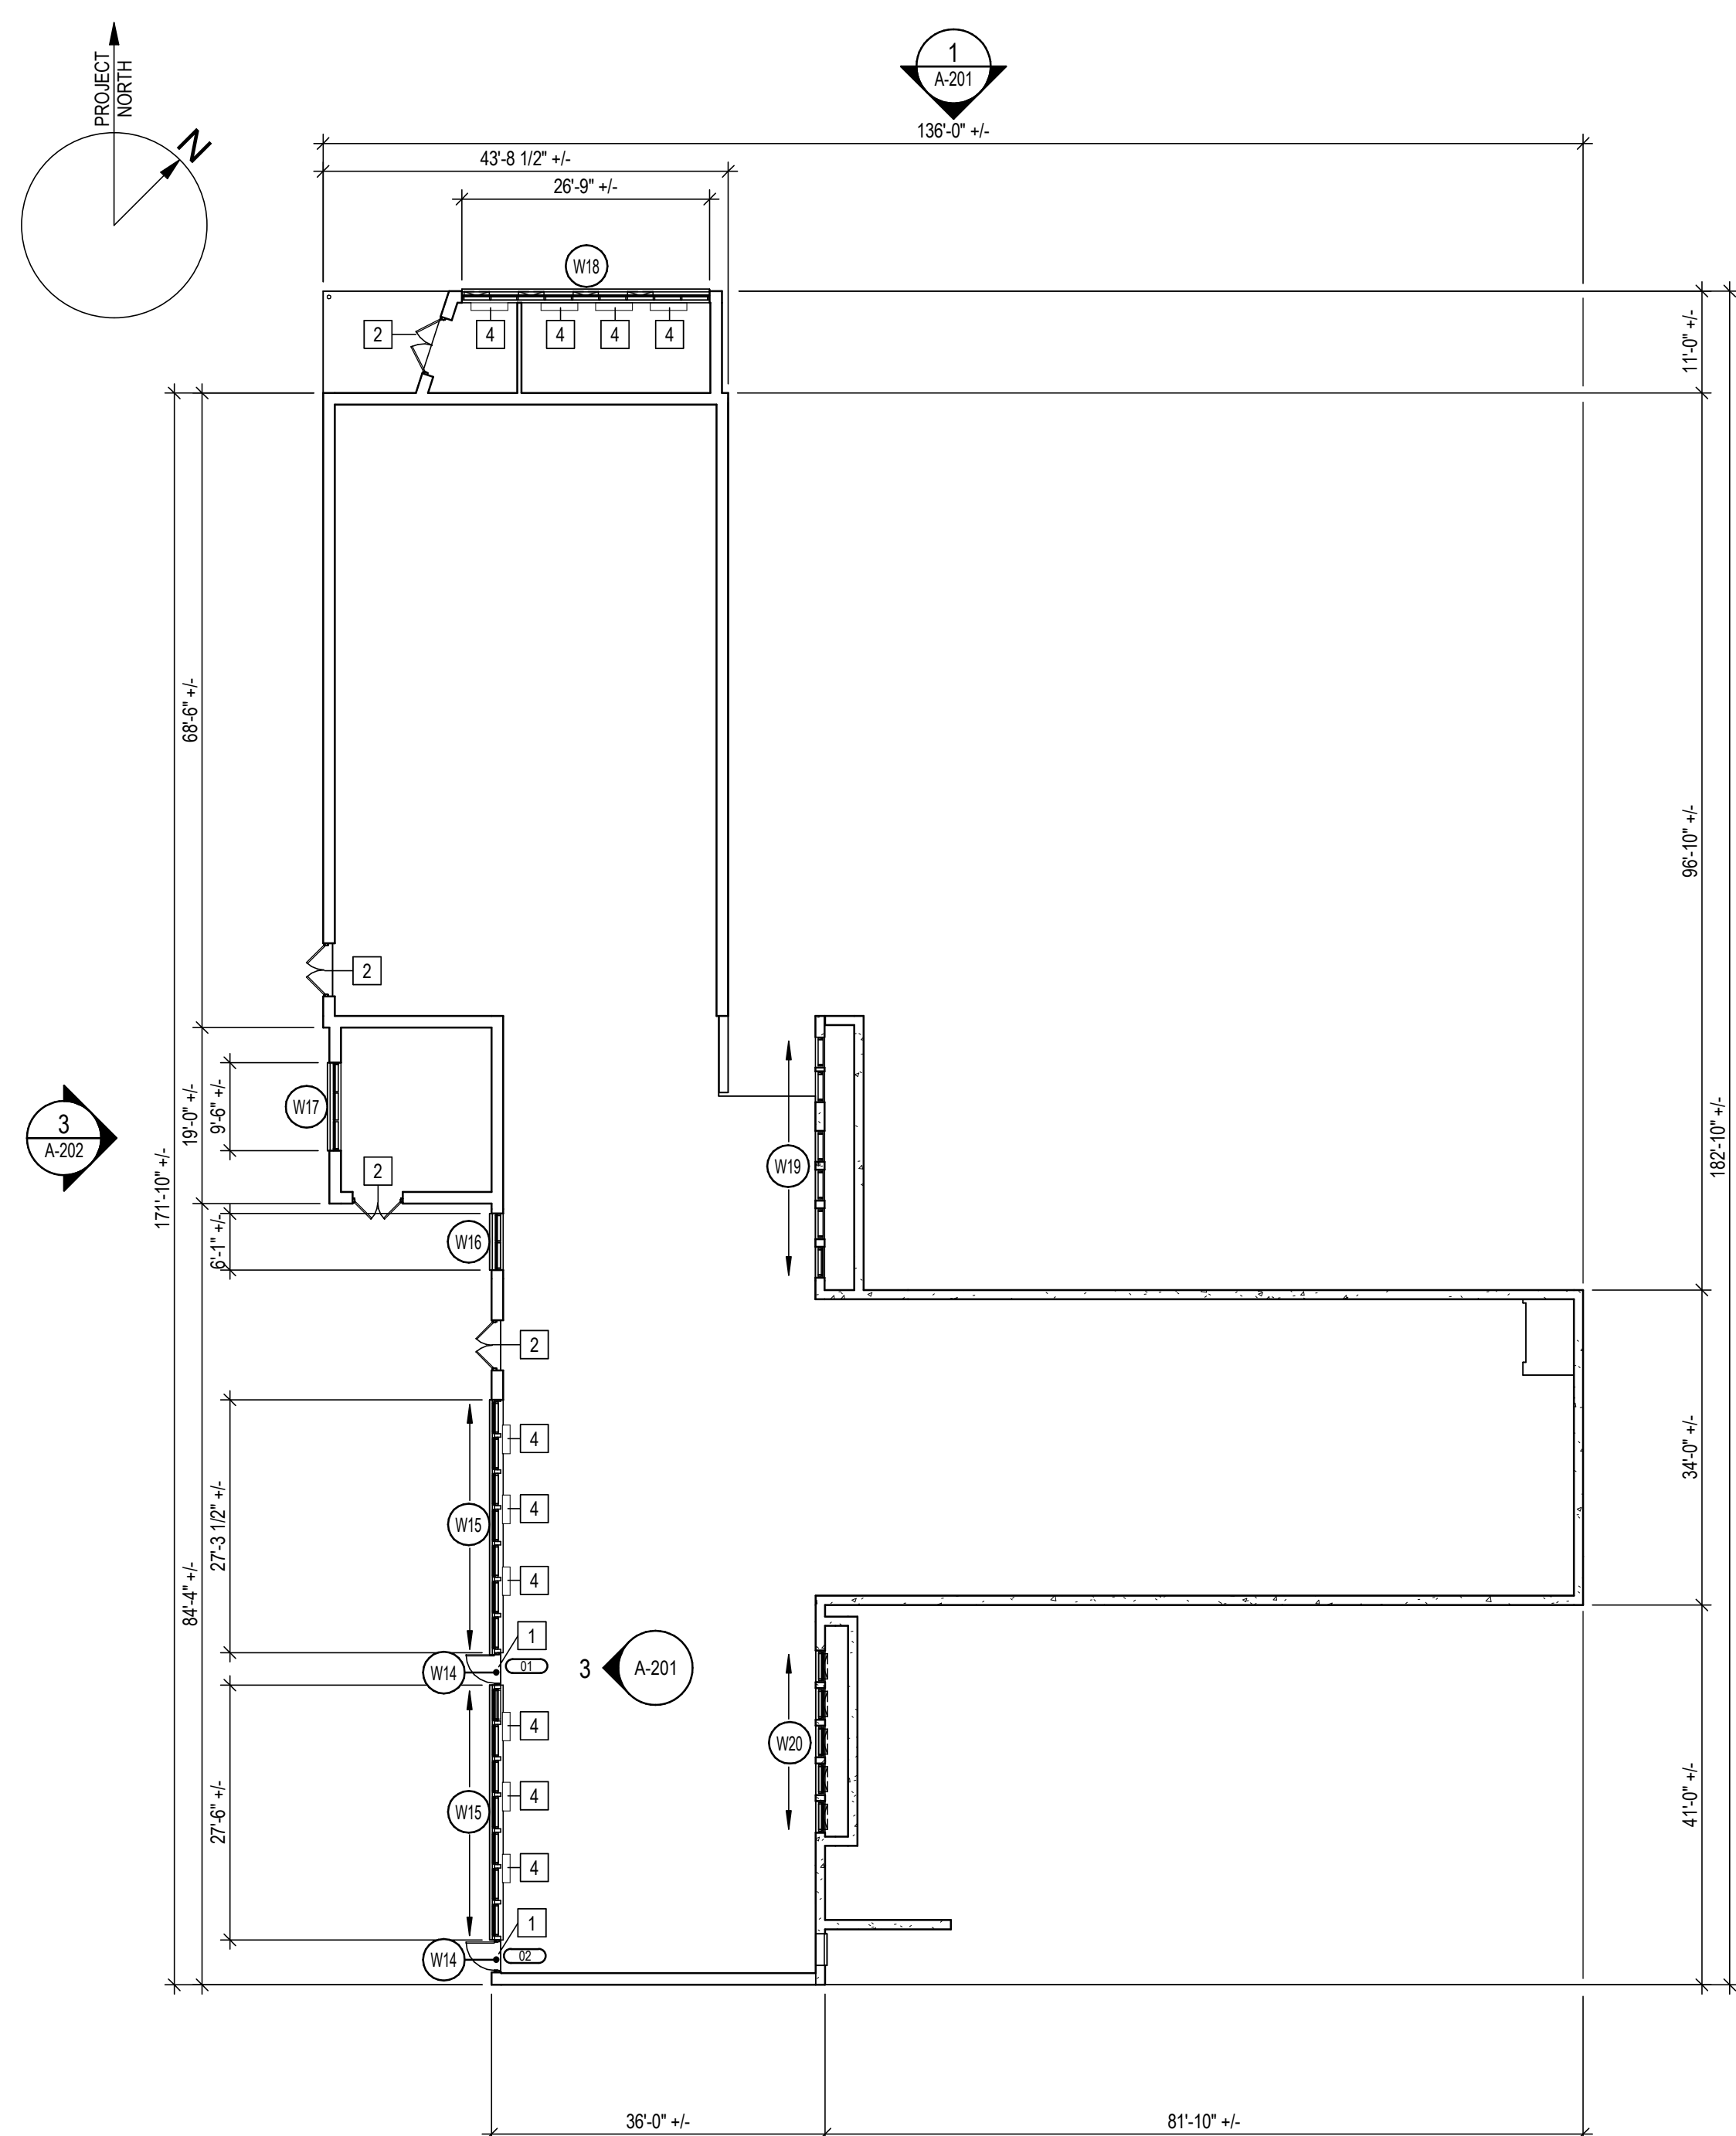 1
A-201
PROJECT
NORTH
N
136'-0" +/-
43'-8 1/2" +/-
26'-9" +/-
W18
2
4
4
4
4
11'-0" +/-
68'-6" +/-
96'-10" +/-
2
3
A-202
W17
9'-6" +/-
19'-0" +/-
171'-10" +/-
182'-10" +/-
2
W19
W16
6'-1" +/-
2
4
27'-3 1/2" +/-
W15
4
4
34'-0" +/-
84'-4" +/-
1
W14
01
3
A-201
4
W20
27'-6" +/-
W15
4
4
41'-0" +/-
1
W14
02
36'-0" +/-
81'-10" +/-